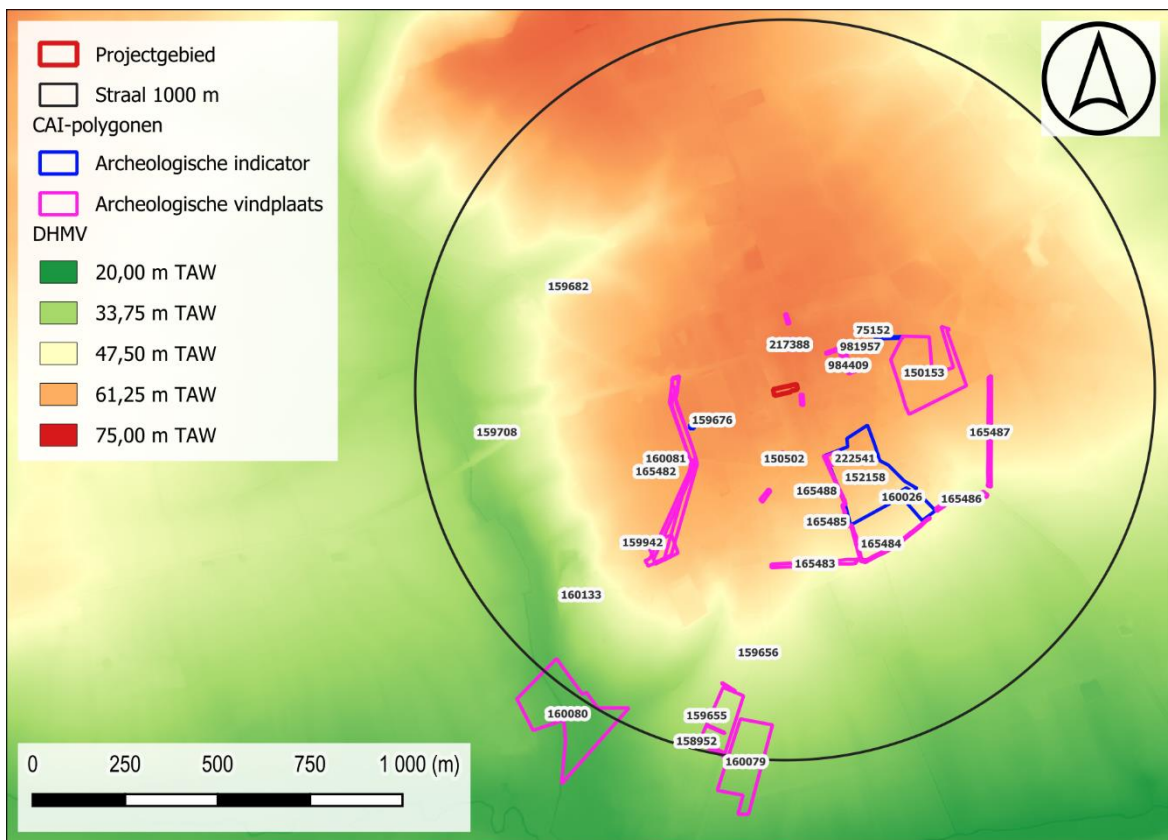 Projectgebied
Straal 1000 m
CAI-polygonen
Archeologische indicator
Archeologische vindplaats
DHMV
20,00 m TAW
33,75 m TAW
47,50 m TAW
61,25 m TAW
75,00 m TAW
159682
75152
217388
981957
984409
150153
159676
159708
165487
160081
150502
222541
165482
152158
165488
160026
165486
165485
159942
165484
165483
160133
159656
160080
159655
158952
160079
0 250 500 750 1 000 (m)